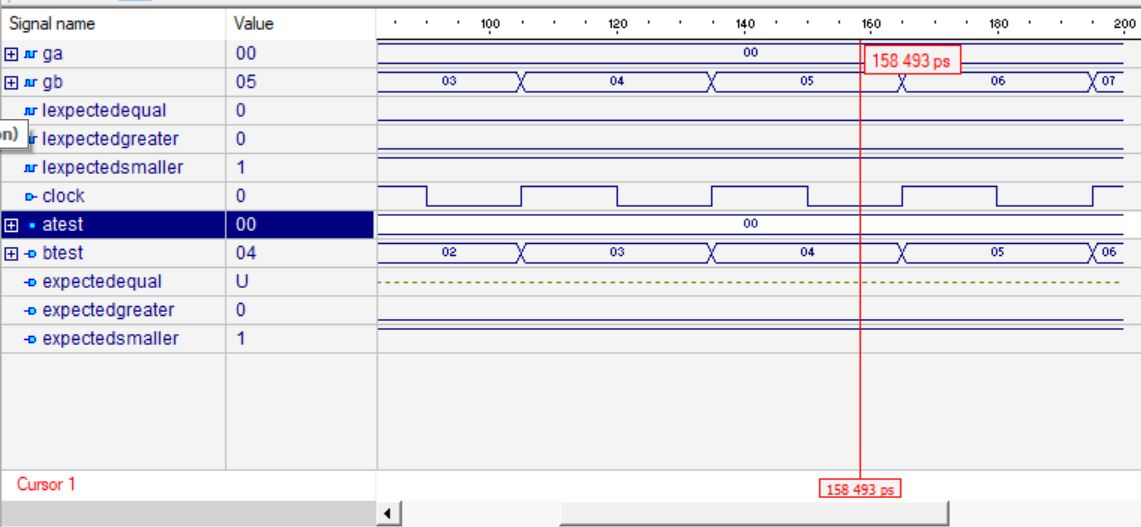 Signal name Value 100 120 140 160 180 200
ga 00 00 158 493 ps
gb 05 03 04 05 06 07
lexpectedequal 0
on) lexpectedgreater 0
lexpectedsmaller 1
clock 0
atest 00 00
btest 04 02 03 04 05 06
expectedequal U
expectedgreater 0
expectedsmaller 1
Cursor 1 158 493 ps